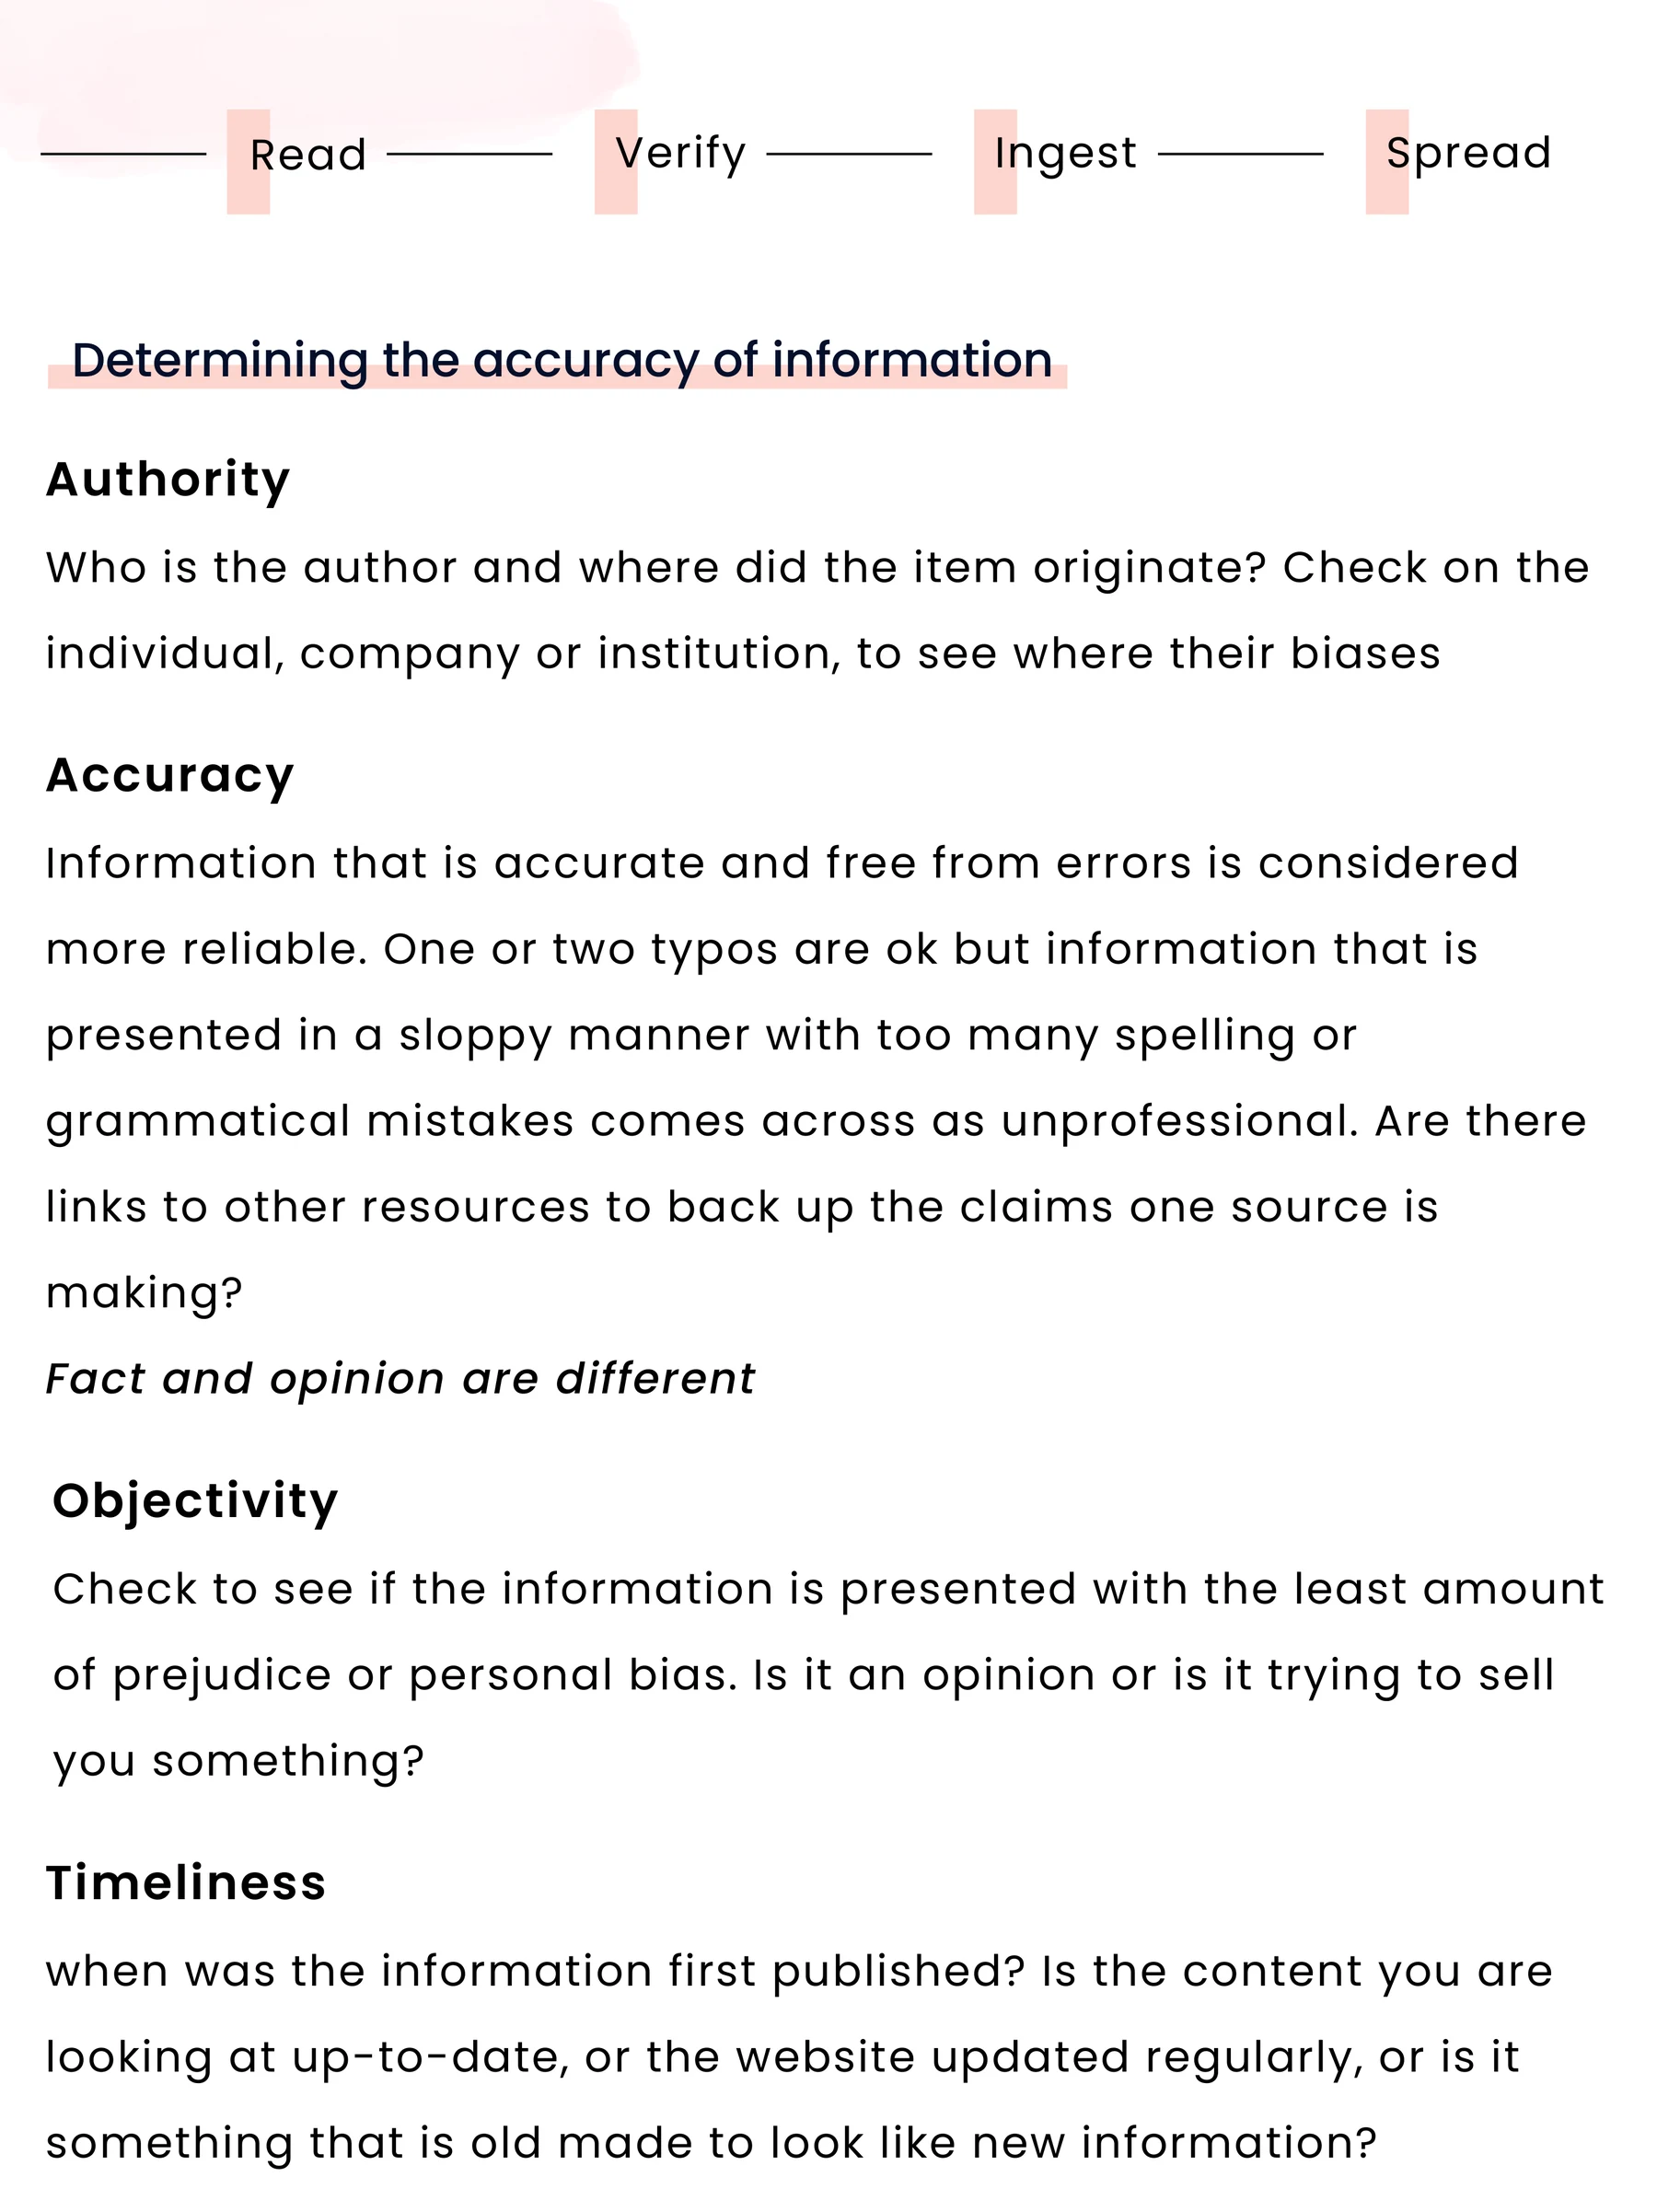 Read Verify Ingest Spread
Determining the accuracy of information
Authority
Who is the author and where did the item originate? Check on the
individual, company or institution, to see where their biases
Accuracy
Information that is accurate and free from errors is considered
more reliable. One or two typos are ok but information that is
presented in a sloppy manner with too many spelling or
grammatical mistakes comes across as unprofessional. Are there
links to other resources to back up the claims one source is
making?
Fact and opinion are different
Objectivity
Check to see if the information is presented with the least amount
of prejudice or personal bias. Is it an opinion or is it trying to sell
you something?
Timeliness
when was the information first published? Is the content you are
looking at up-to-date, or the website updated regularly, or is it
something that is old made to look like new information?